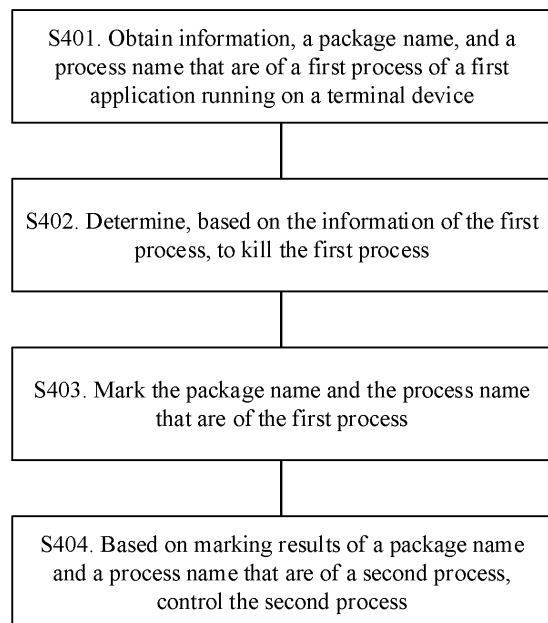 S401. Obtain information, a package name, and a
process name that are of a first process of a first
application running on a terminal device
S402. Determine, based on the information of the first
process, to kill the first process
S403. Mark the package name and the process name
that are of the first process
S404. Based on marking results of a package name
and a process name that are of a second process,
control the second process